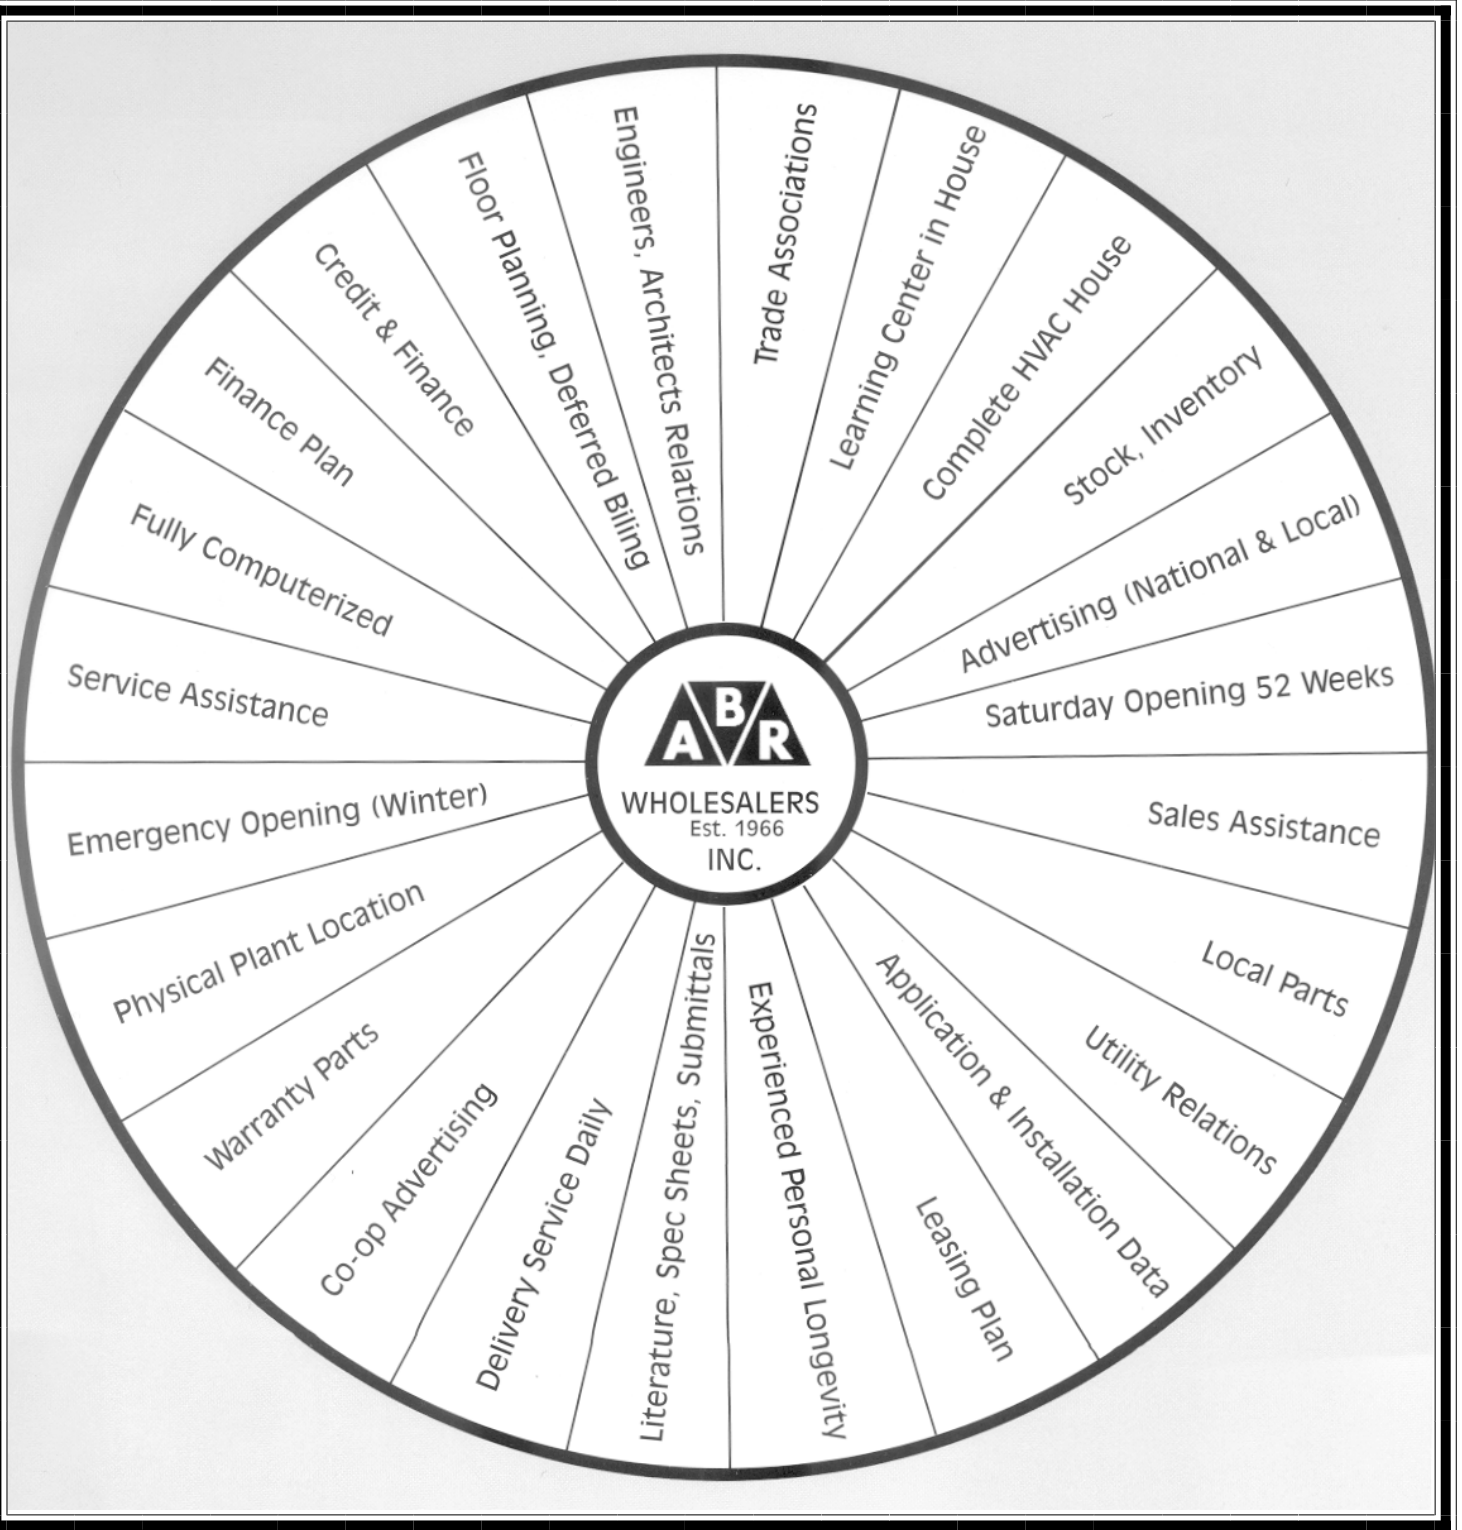 Trade Associations
Learning Center in House
Complete HVAC House
Stock, Inventory
Advertising (National & Local)
Saturday Opening 52 Weeks
Sales Assistance
Local Parts
Utility Relations
Application & Installation Data
Leasing Plan
Experienced Personal Longevity
Literature, Spec Sheets, Submittals
Delivery Service Daily
Co-op Advertising
Warranty Parts
Physical Plant Location
Emergency Opening (Winter)
Service Assistance
Fully Computerized
Finance Plan
Credit & Finance
Floor Planning, Deferred Biling
Engineers, Architects Relations
ABR
WHOLESALERS
Est. 1966
INC.